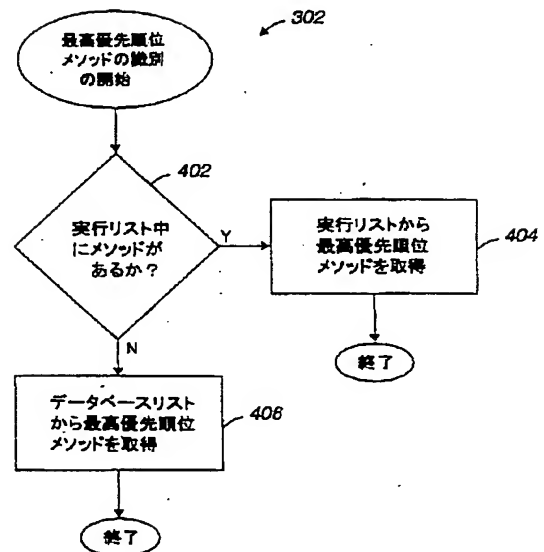 302
最高優先順位
メソッドの識別
の開始
402
実行リスト中
にメソッドが
あるか？
Y
実行リストから
最高優先順位
メソッドを取得
404
終了
N
データベースリスト
から最高優先順位
メソッドを取得
406
終了